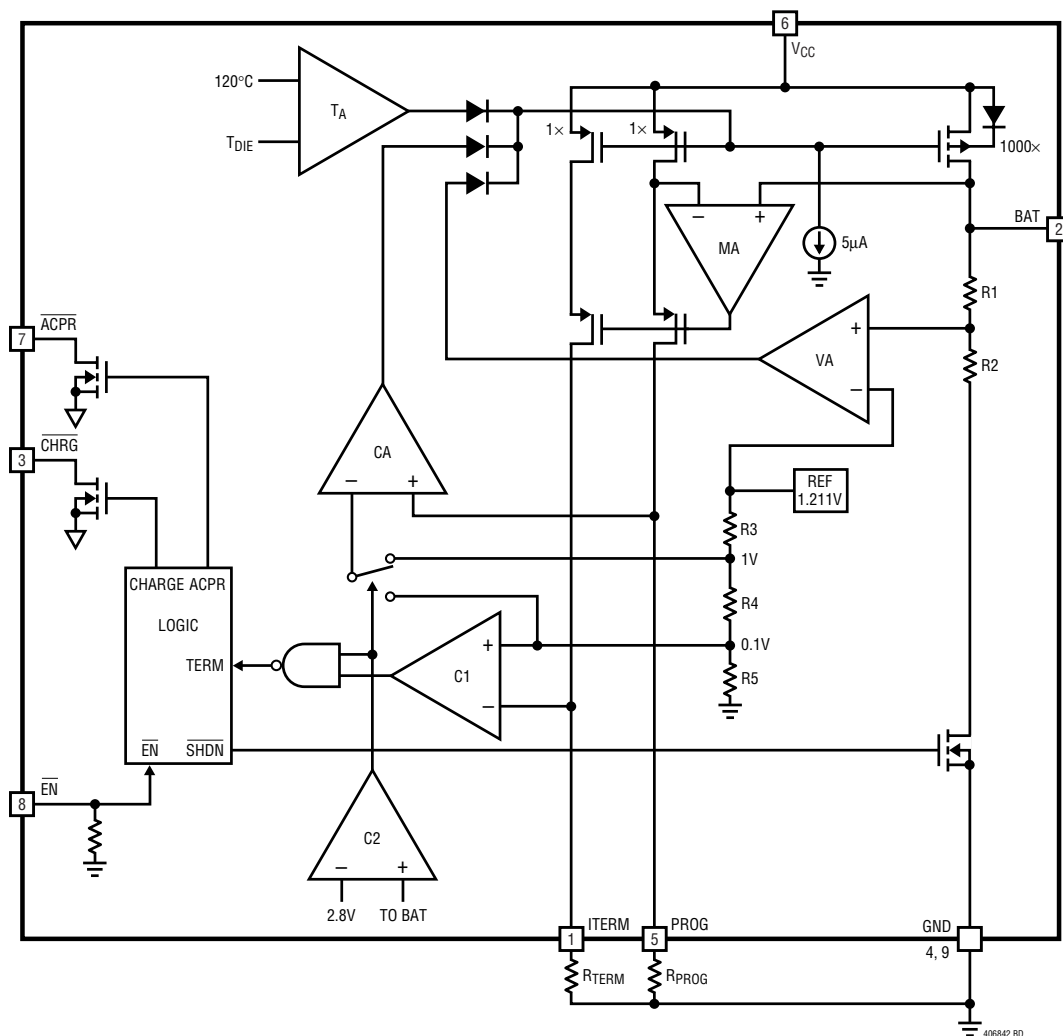 6
VCC
120°C
TA
TDIE
1×
1×
1000×
– +
MA
5µA
BAT
2
R1
+
VA
–
R2
ACPR
7
CHRG
3
CA
– +
REF
1.211V
R3
1V
R4
0.1V
R5
CHARGE ACPR
LOGIC
TERM
EN SHDN
+
C1
–
EN
8
C2
– +
2.8V TO BAT
ITERM
1
PROG
5
GND
4, 9
RTERM
RPROG
406842 BD